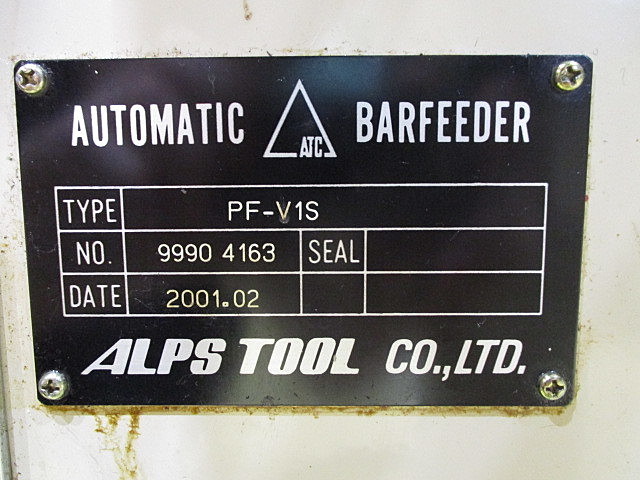 AUTOMATIC ATC BARFEEDER
TYPE PF-V1S
NO. 9990 4163 SEAL
DATE 2001.02
ALPS TOOL CO.,LTD.